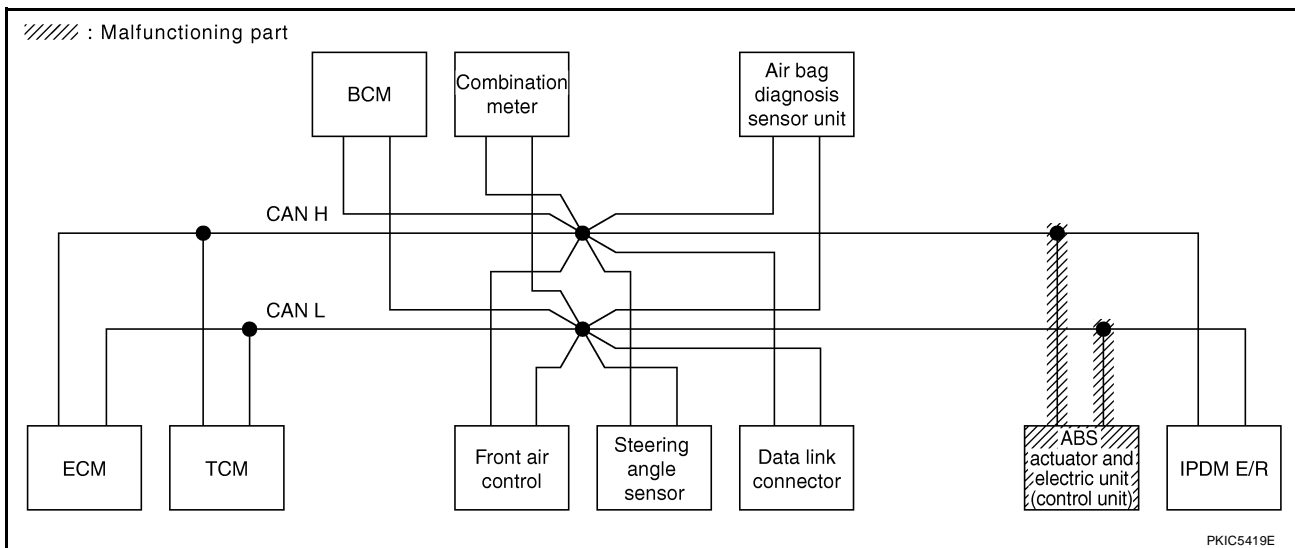 : Malfunctioning part
BCM
Combination
meter
Air bag
diagnosis
sensor unit
CAN H
CAN L
ECM
TCM
Front air
control
Steering
angle
sensor
Data link
connector
ABS
actuator and
electric unit
(control unit)
IPDM E/R
PKIC5419E